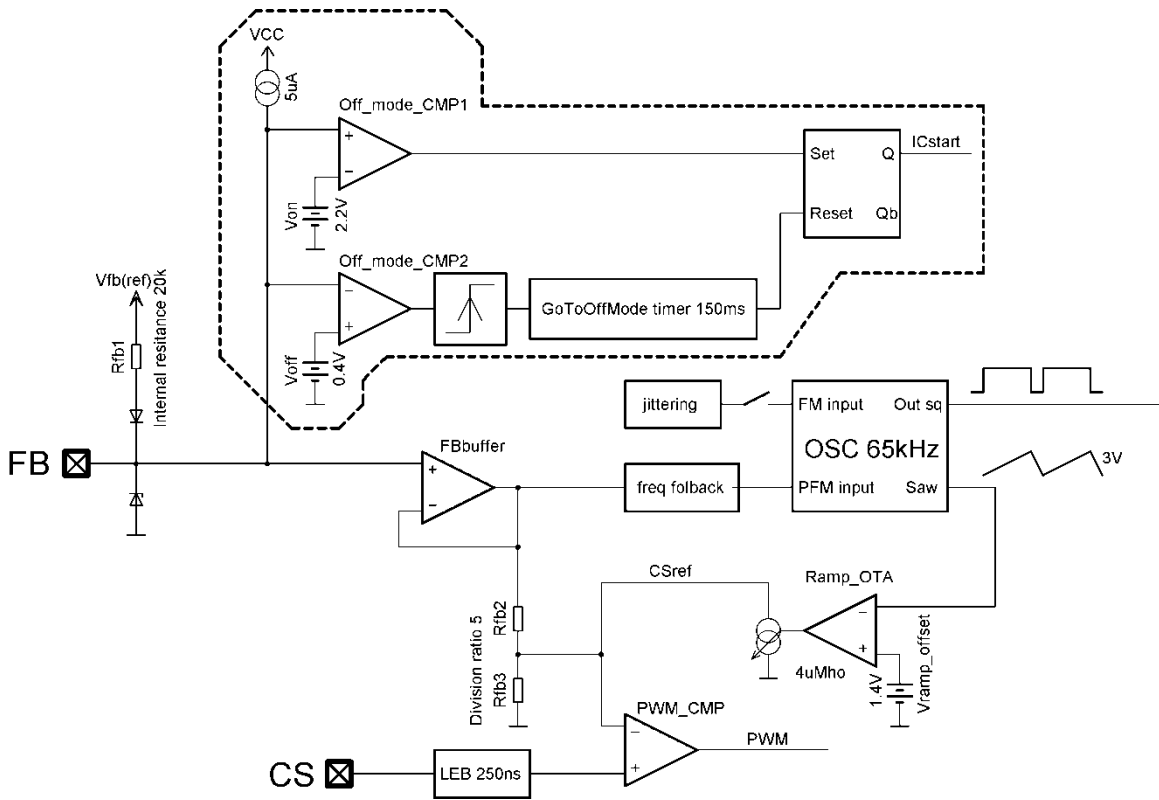 VCC
5uA
Off_mode_CMP1
+
−
Von
2.2V
Set
Q
ICstart
Reset
Qb
Off_mode_CMP2
−
+
Voff
0.4V
GoToOffMode timer 150ms
Vfb(ref)
Rfb1
Internal resitance 20k
jittering
FM input
Out sq
OSC 65kHz
PFM input
Saw
3V
FB
FBbuffer
+
−
freq folback
CSref
Ramp_OTA
−
+
4uMho
1.4V
Vramp_offset
Rfb2
Division ratio 5
Rfb3
PWM_CMP
−
+
PWM
CS
LEB 250ns